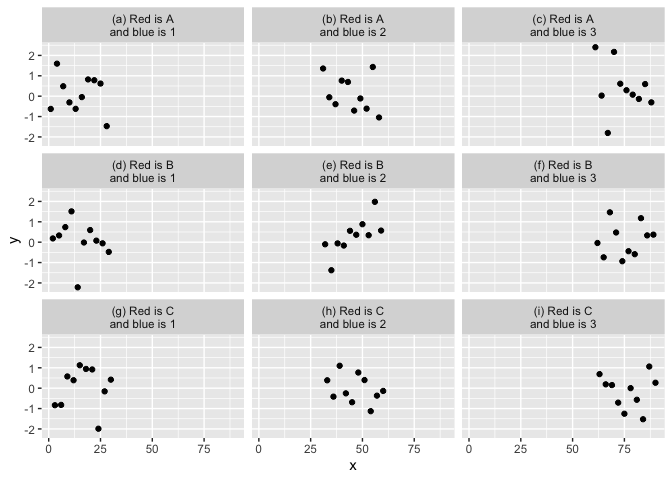 (a) Red is A
and blue is 1
(b) Red is A
and blue is 2
(c) Red is A
and blue is 3
2
1
0
-1
-2
(d) Red is B
and blue is 1
(e) Red is B
and blue is 2
(f) Red is B
and blue is 3
2
1
0
-1
-2
y
(g) Red is C
and blue is 1
(h) Red is C
and blue is 2
(i) Red is C
and blue is 3
2
1
0
-1
-2
0 25 50 75 0 25 50 75 0 25 50 75
x